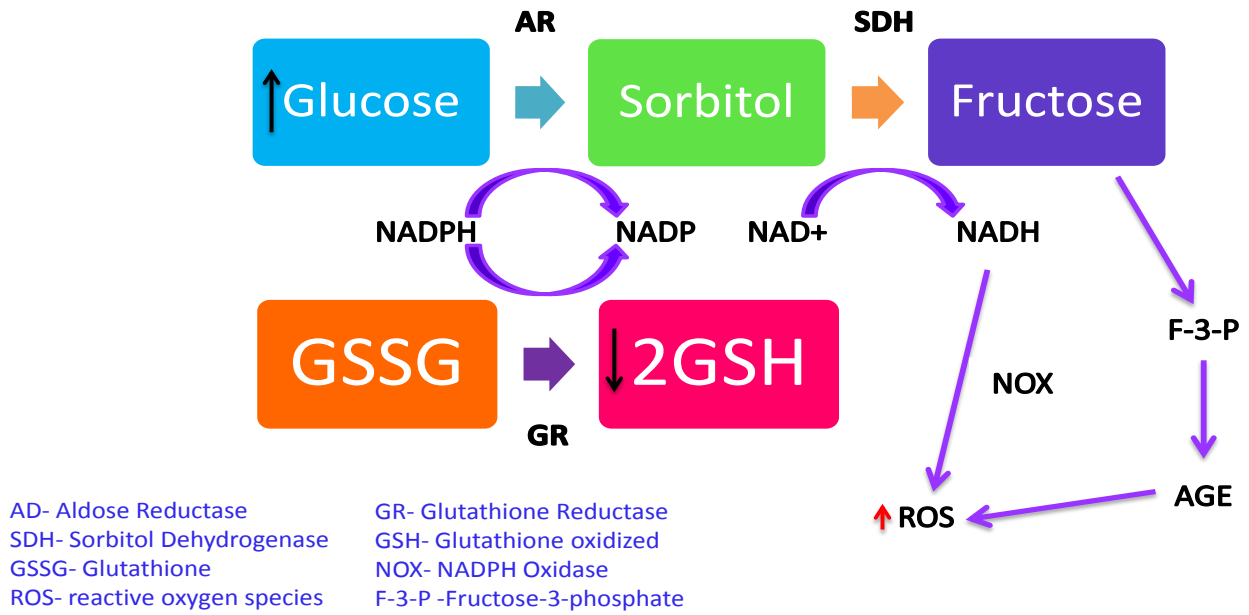 AR
SDH
Glucose
Sorbitol
Fructose
NADPH
NADP
NAD+
NADH
F-3-P
GSSG
2GSH
NOX
GR
AGE
ROS
AD- Aldose Reductase
SDH- Sorbitol Dehydrogenase
GSSG- Glutathione
ROS- reactive oxygen species
GR- Glutathione Reductase
GSH- Glutathione oxidized
NOX- NADPH Oxidase
F-3-P -Fructose-3-phosphate